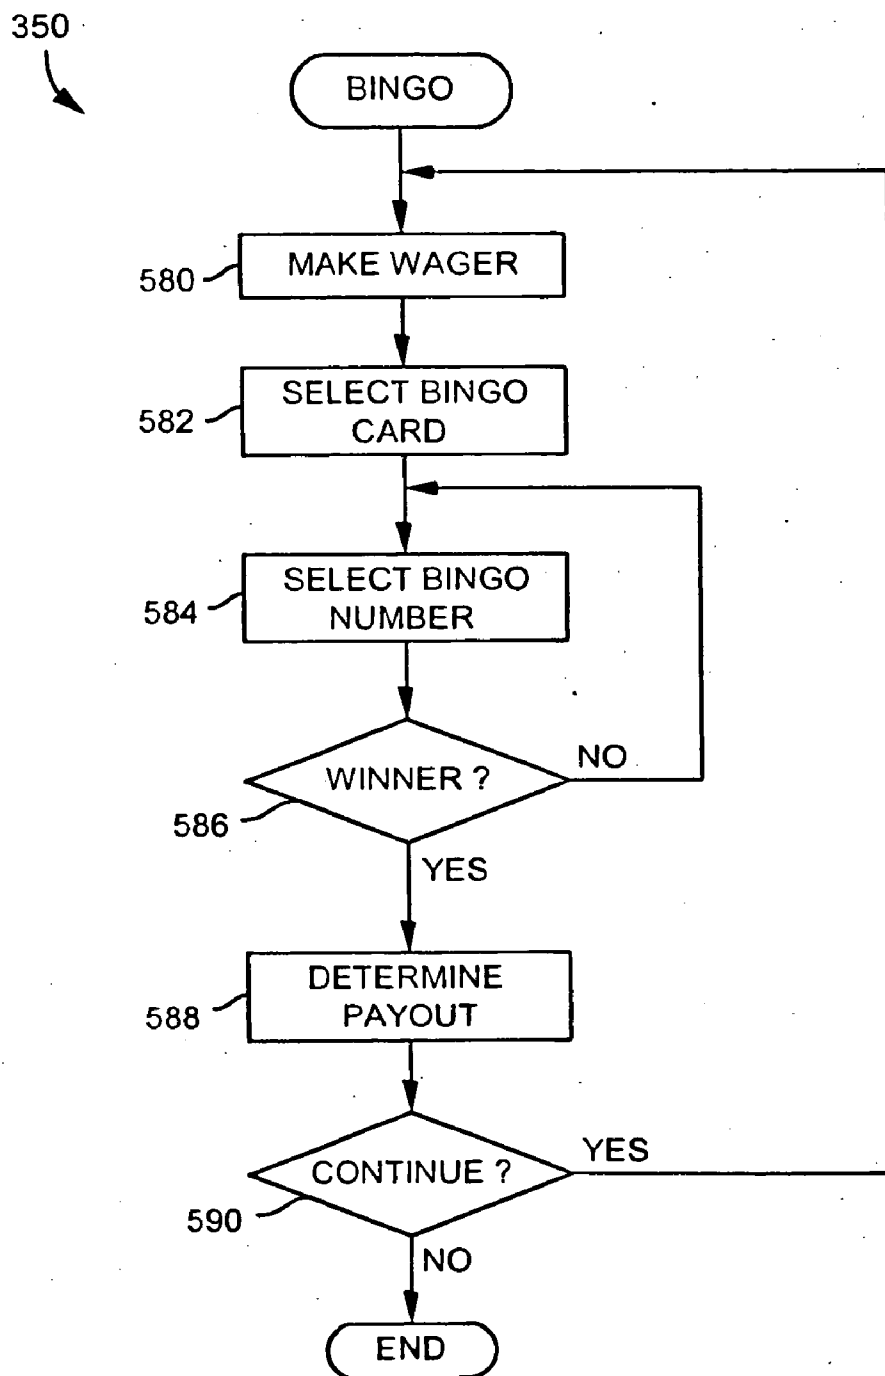 350
BINGO
MAKE WAGER
580
SELECT BINGO
CARD
582
SELECT BINGO
NUMBER
584
WINNER ?
NO
586
YES
DETERMINE
PAYOUT
588
CONTINUE ?
YES
590
NO
END